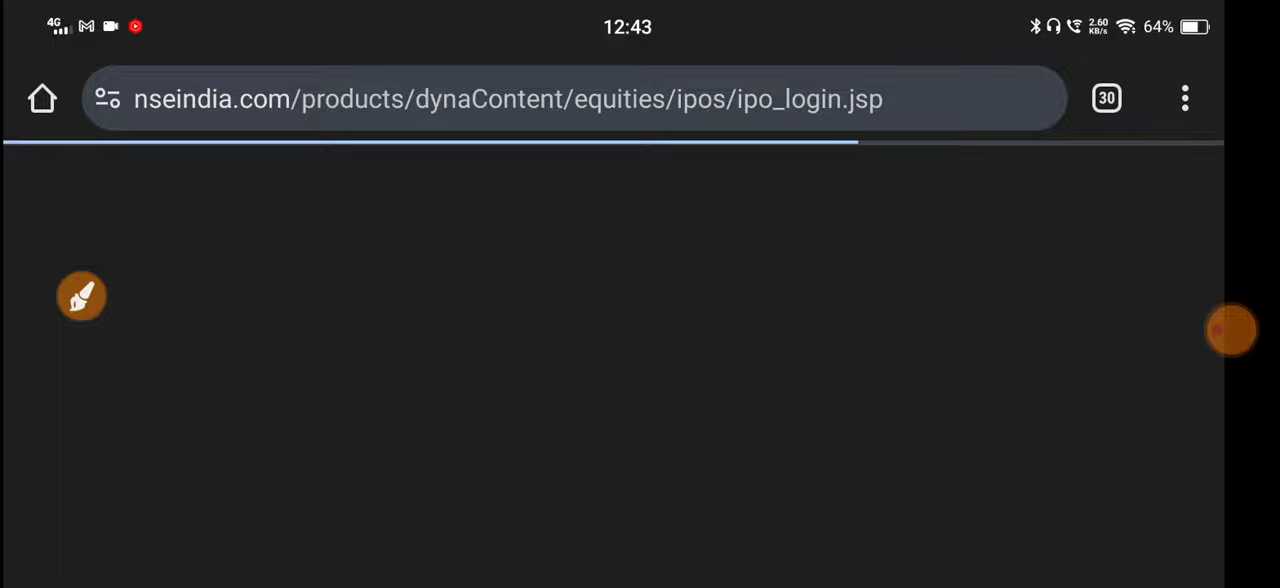 4G 12:43 2.60 KB/s 64%
nseindia.com/products/dynaContent/equities/ipos/ipo_login.jsp 30